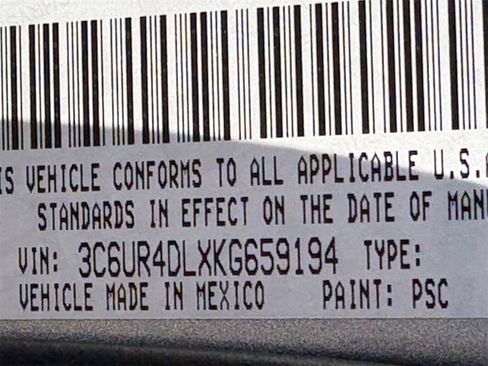 IS VEHICLE CONFORMS TO ALL APPLICABLE U.S.A
STANDARDS IN EFFECT ON THE DATE OF MANU
VIN: 3C6UR4DLXKG659194 TYPE:
VEHICLE MADE IN MEXICO PAINT: PSC